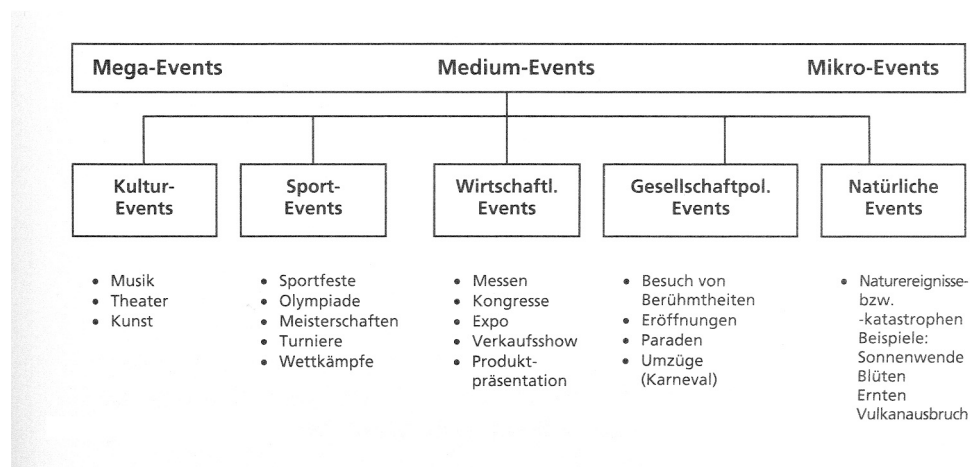 Mega-Events Medium-Events Mikro-Events
Kultur-
Events
Sport-
Events
Wirtschaftl.
Events
Gesellschaftpol.
Events
Natürliche
Events
• Musik
• Theater
• Kunst
• Sportfeste
• Olympiade
• Meisterschaften
• Turniere
• Wettkämpfe
• Messen
• Kongresse
• Expo
• Verkaufsshow
• Produkt-
präsentation
• Besuch von
Berühmtheiten
• Eröffnungen
• Paraden
• Umzüge
(Karneval)
• Naturereignisse-
bzw.
-katastrophen
Beispiele:
Sonnenwende
Blüten
Ernten
Vulkanausbruch